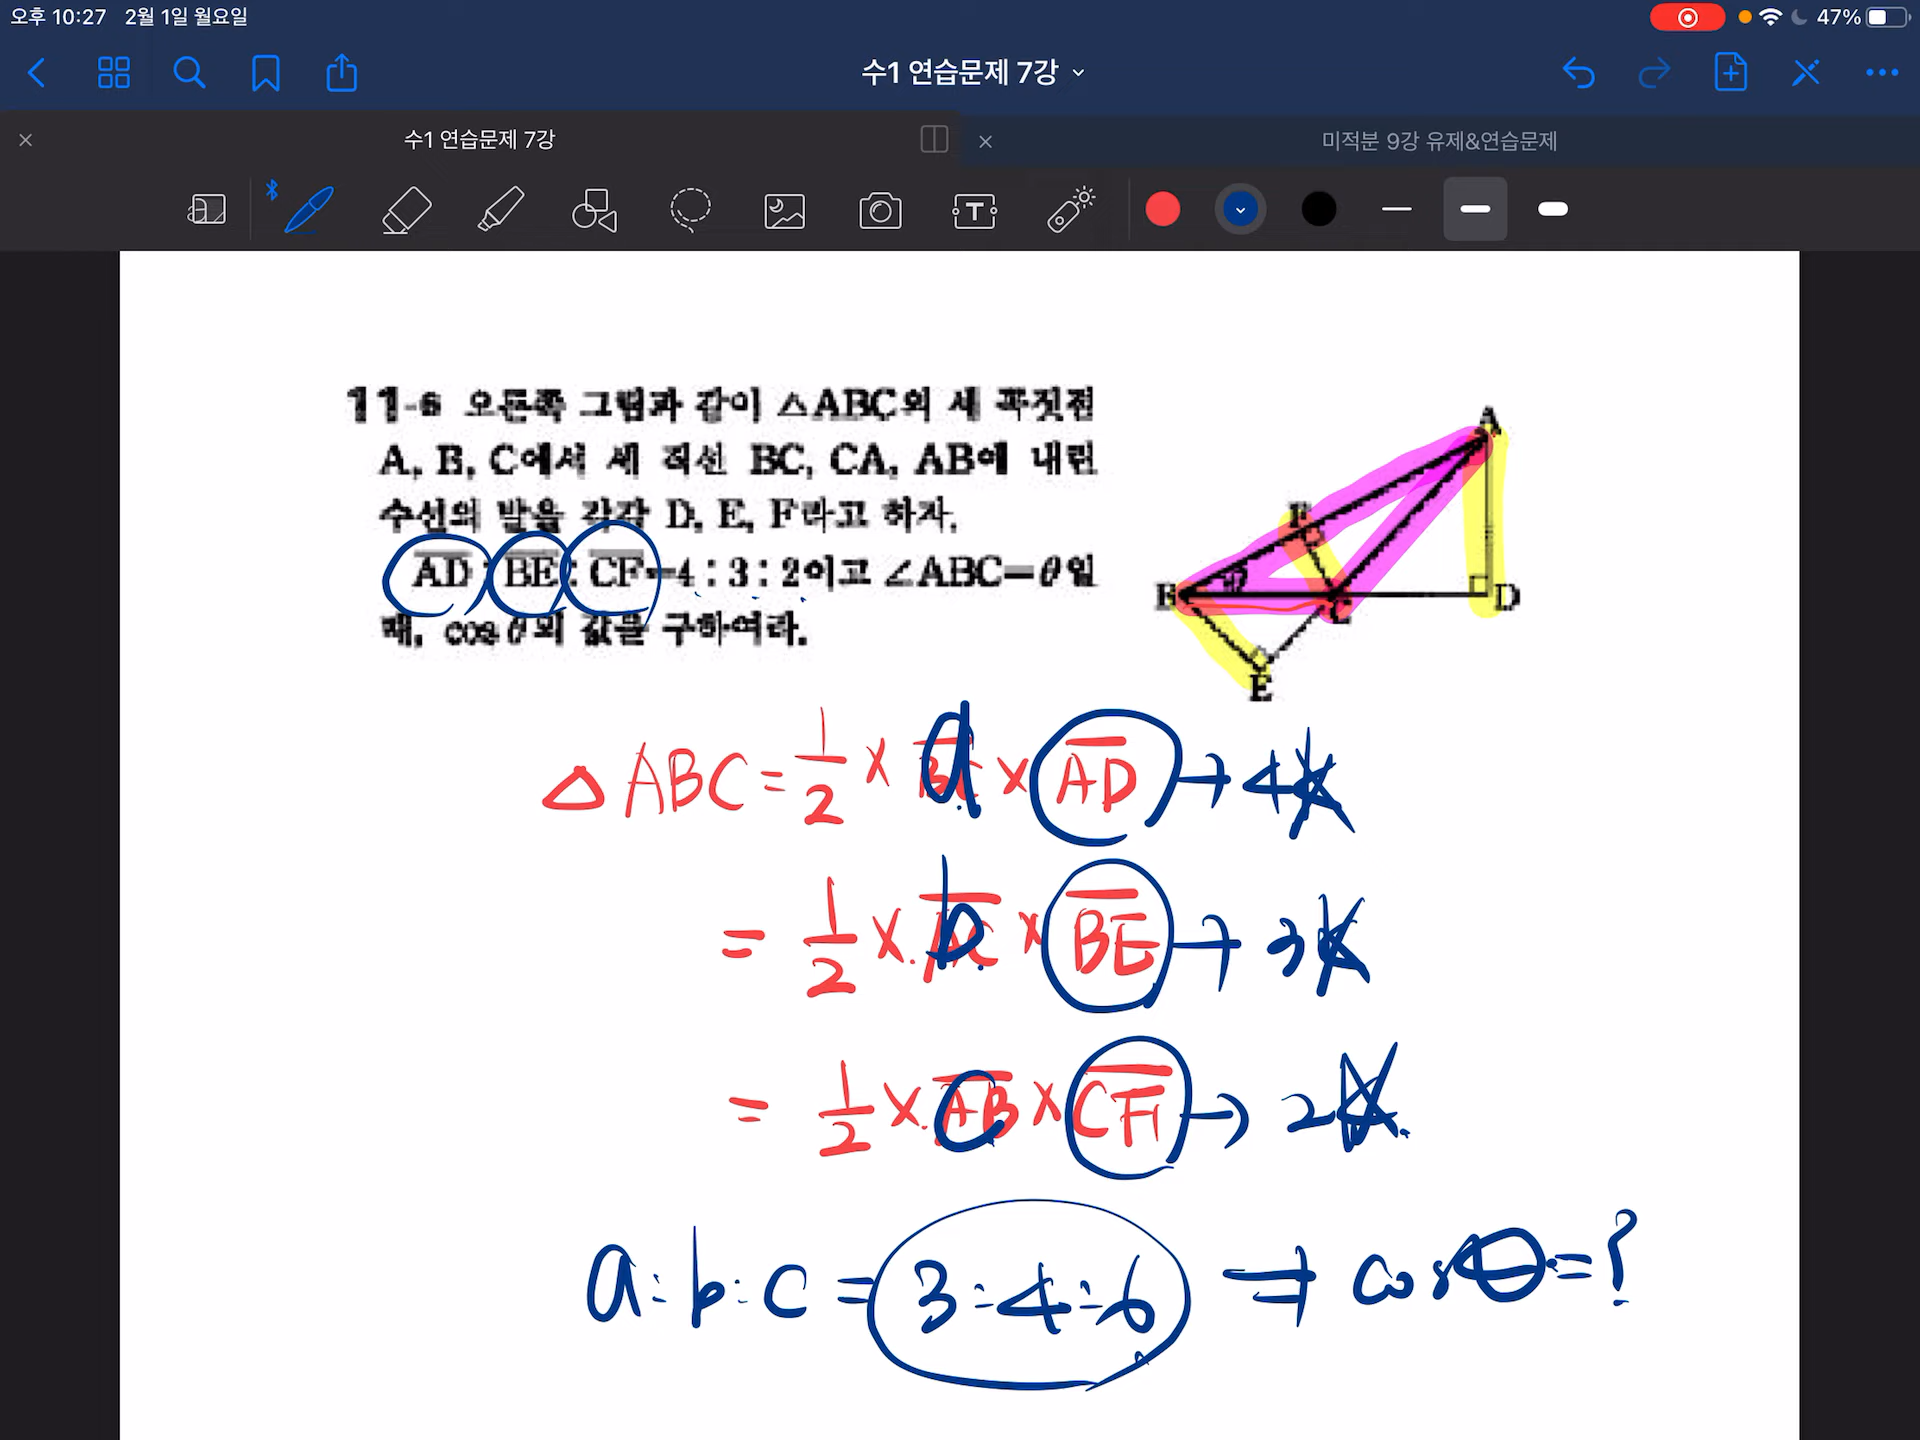 오후 10:27 2월 1일 월요일 47%
수1 연습문제 7강
수1 연습문제 7강 미적분 9강 유제&연습문제
11-6 오른쪽 그림과 같이 △ABC의 세 꼭짓점
A, B, C에서 세 직선 BC, CA, AB에 내린
수선의 발을 각각 D, E, F라고 하자.
AD : BE : CF=4 : 3 : 2이고 ∠ABC=θ일
때, cos θ의 값을 구하여라.
A
F
B θ C D
E
△ABC = 1/2 × a × AD → 4k
= 1/2 × b × BE → 3k
= 1/2 × c × CF → 2k
a : b : c = 3 : 4 : 6 ⇒ cosθ = ?